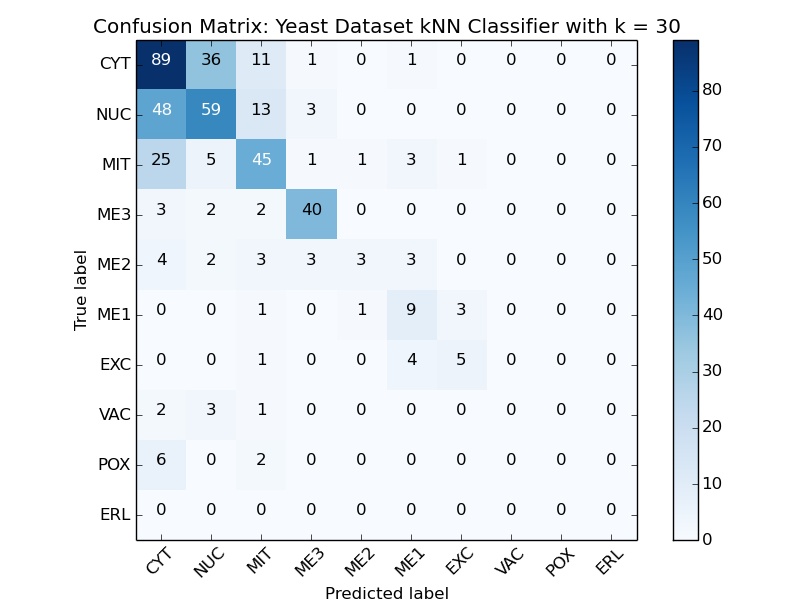 Confusion Matrix: Yeast Dataset kNN Classifier with k = 30
CYT 89 36 11 1 0 1 0 0 0 0
NUC 48 59 13 3 0 0 0 0 0 0
MIT 25 5 45 1 1 3 1 0 0 0
ME3 3 2 2 40 0 0 0 0 0 0
ME2 4 2 3 3 3 3 0 0 0 0
ME1 0 0 1 0 1 9 3 0 0 0
EXC 0 0 1 0 0 4 5 0 0 0
VAC 2 3 1 0 0 0 0 0 0 0
POX 6 0 2 0 0 0 0 0 0 0
ERL 0 0 0 0 0 0 0 0 0 0
CYT NUC MIT ME3 ME2 ME1 EXC VAC POX ERL
Predicted label
True label
80
70
60
50
40
30
20
10
0